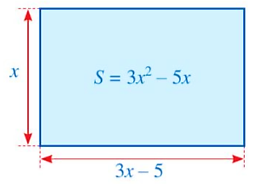 x
S = 3x² – 5x
3x – 5